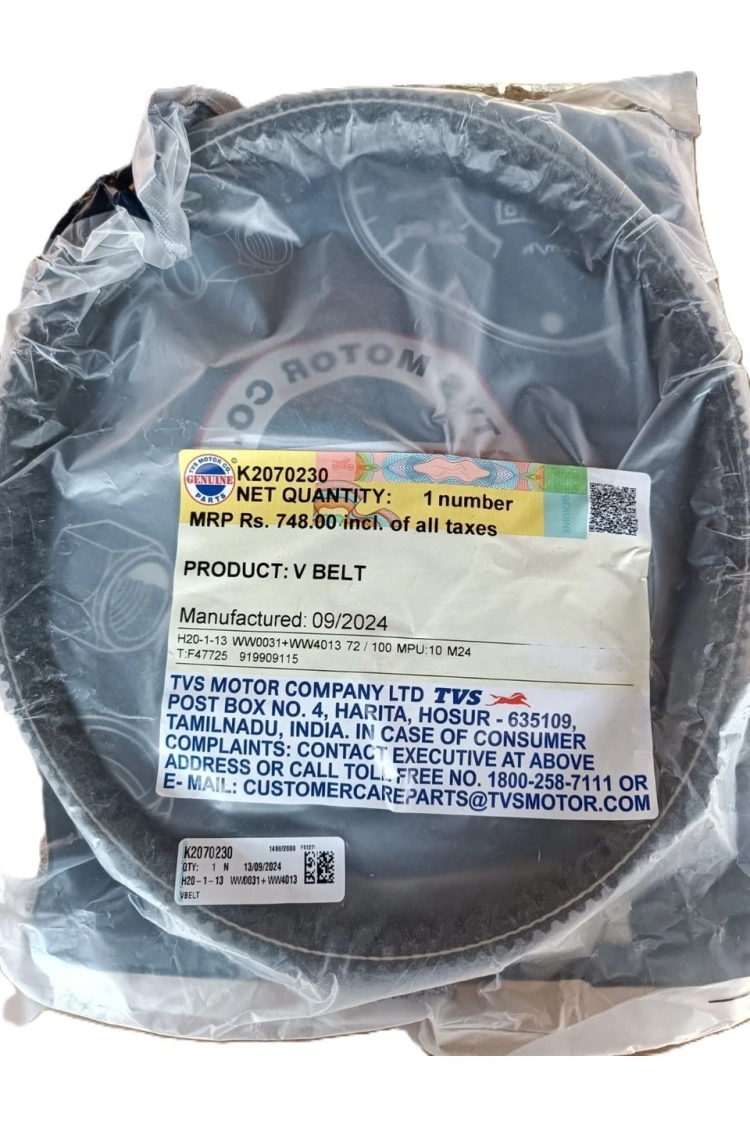 TVS MOTOR CO.
TVS MOTOR CO.
GENUINE
PARTS
®
K2070230
NET QUANTITY: 1 number
MRP Rs. 748.00 incl. of all taxes
GENUINE
PRODUCT: V BELT
Manufactured: 09/2024
H20-1-13 WW0031+WW4013 72 / 100 MPU:10 M24
T:F47725 919909115
TVS MOTOR COMPANY LTD TVS
POST BOX NO. 4, HARITA, HOSUR - 635109,
TAMILNADU, INDIA. IN CASE OF CONSUMER
COMPLAINTS: CONTACT EXECUTIVE AT ABOVE
ADDRESS OR CALL TOLL FREE NO. 1800-258-7111 OR
E- MAIL: CUSTOMERCAREPARTS@TVSMOTOR.COM
K2070230
QTY: 1 N 13/09/2024
H20-1-13 WW0031+WW4013
VBELT